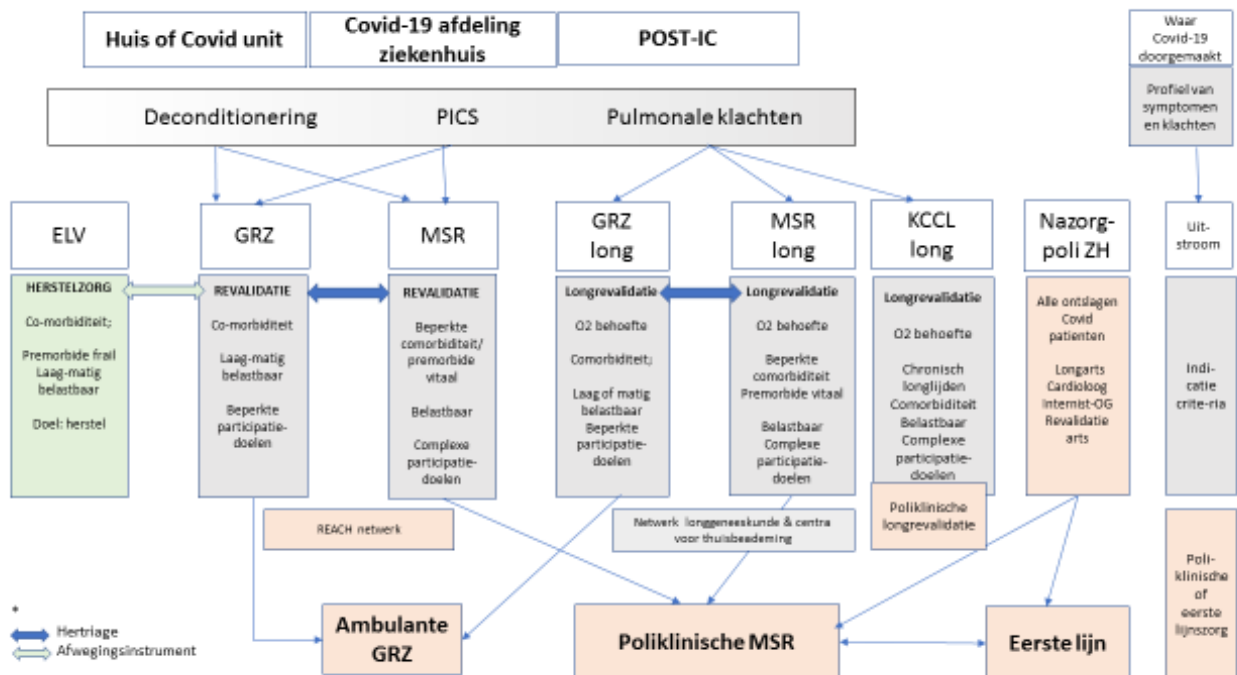 Huis of Covid unit
Covid-19 afdeling
ziekenhuis
POST-IC
Waar
Covid-19
doorgemaakt
Deconditionering
PICS
Pulmonale klachten
Profiel van
symptomen
en klachten
ELV
GRZ
MSR
GRZ
long
MSR
long
KCCL
long
Nazorg-
poli ZH
Uit-
stroom
HERSTELZORG
Co-morbiditeit;
Premorbide frail
Laag-matig
belastbaar
Doel: herstel
REVALIDATIE
Co-morbiditeit
Laag-matig
belastbaar
Beperkte
participatie-
doelen
REVALIDATIE
Beperkte
comorbiditeit/
premorbide
vitaal
Belastbaar
Complexe
participatie-
doelen
Longrevalidatie
O2 behoefte
Comorbiditeit;
Laag of matig
belastbaar
Beperkte
participatie-
doelen
Longrevalidatie
O2 behoefte
Beperkte
comorbiditeit
Premorbide vitaal
Belastbaar
Complexe
participatie-
doelen
Longrevalidatie
O2 behoefte
Chronisch
longlijden
Comorbiditeit
Belastbaar
Complexe
participatie-
doelen
Poliklinische
longrevalidatie
Alle ontslagen
Covid
patienten
Longarts
Cardioloog
Internist-OG
Revalidatie
arts
Indi-
catie
crite-ria
REACH netwerk
Netwerk longgeneeskunde & centra
voor thuisbeademing
Poli-
klinische
of
eerste
lijnszorg
*
Hertriage
Afwegingsinstrument
Ambulante
GRZ
Poliklinische MSR
Eerste lijn